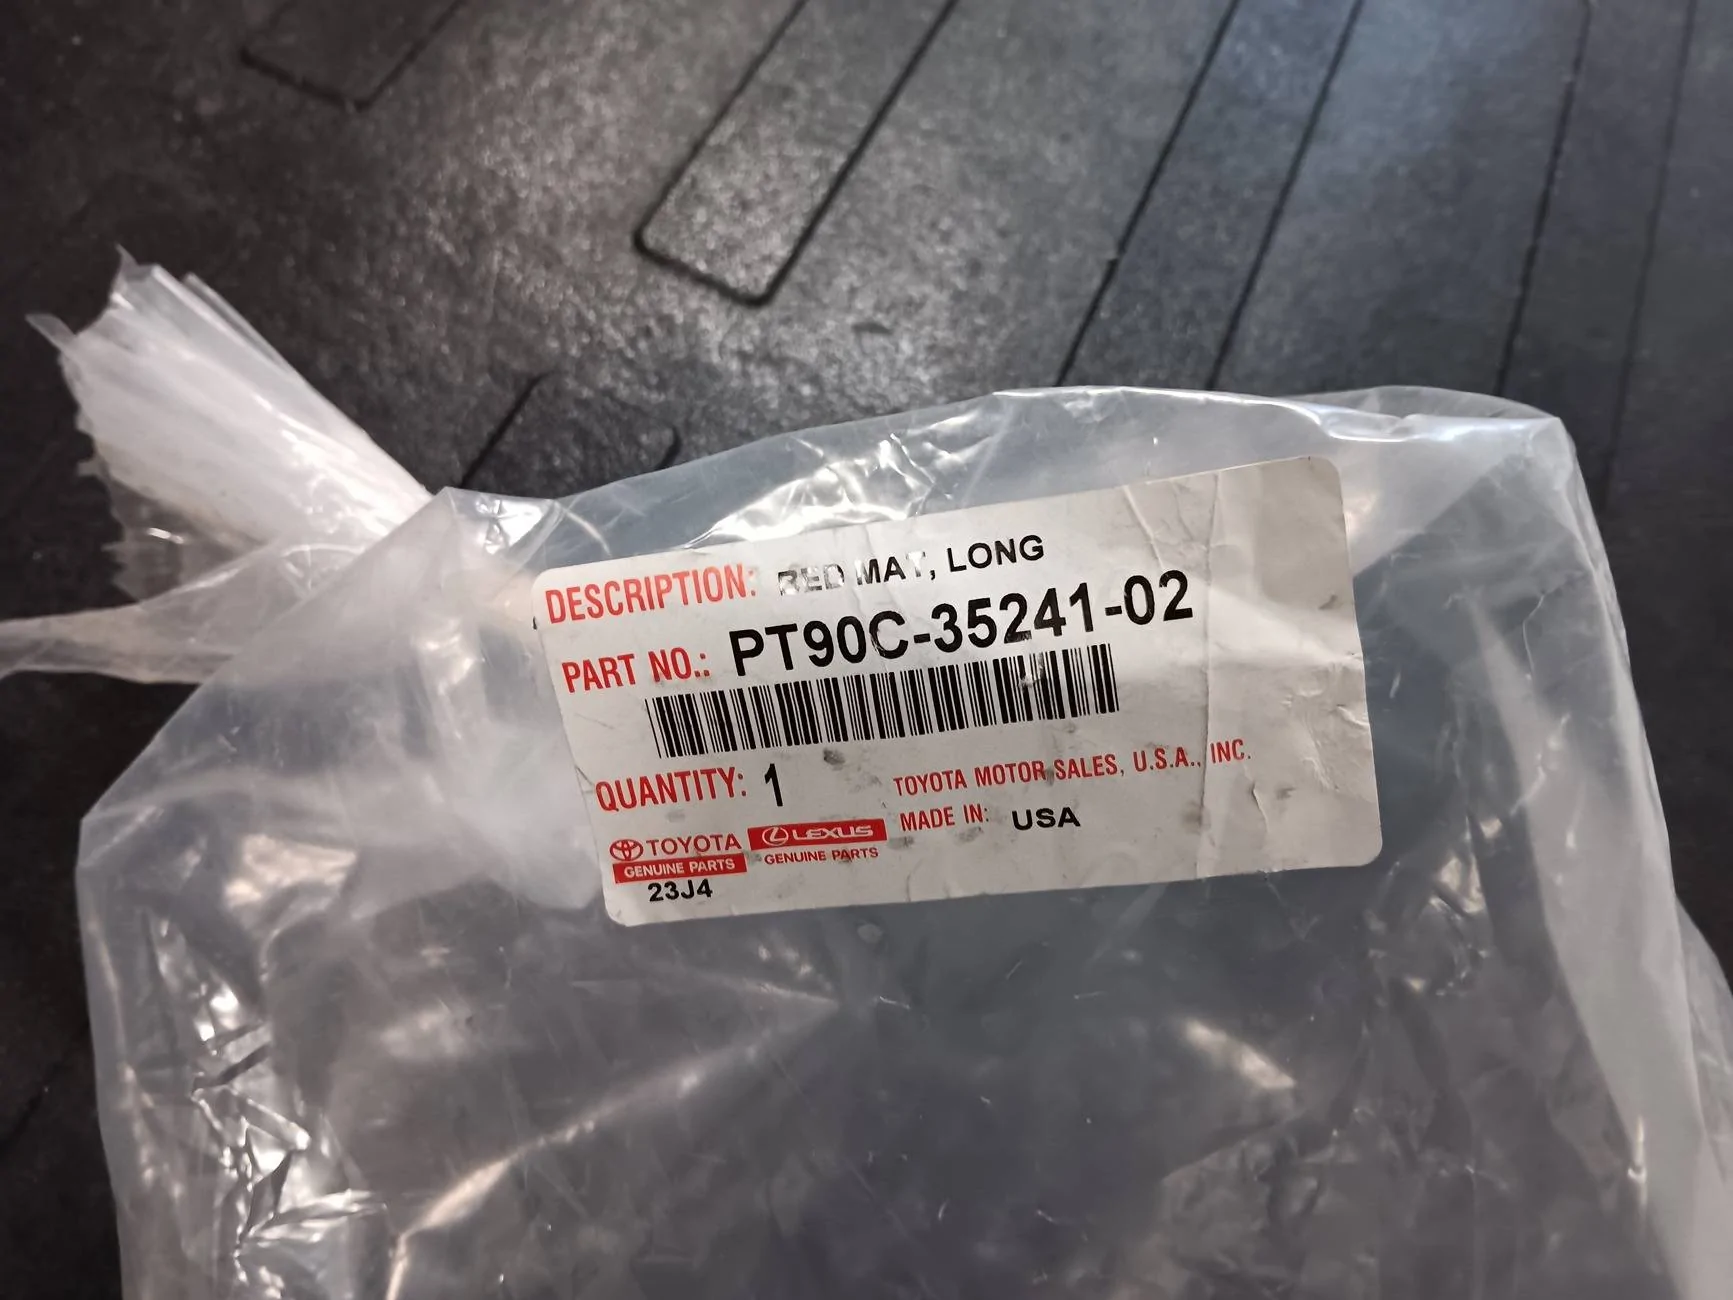 DESCRIPTION: RED MAT, LONG
PART NO.: PT90C-35241-02
QUANTITY: 1
TOYOTA MOTOR SALES, U.S.A., INC.
MADE IN: USA
TOYOTA
GENUINE PARTS
LEXUS
GENUINE PARTS
23J4